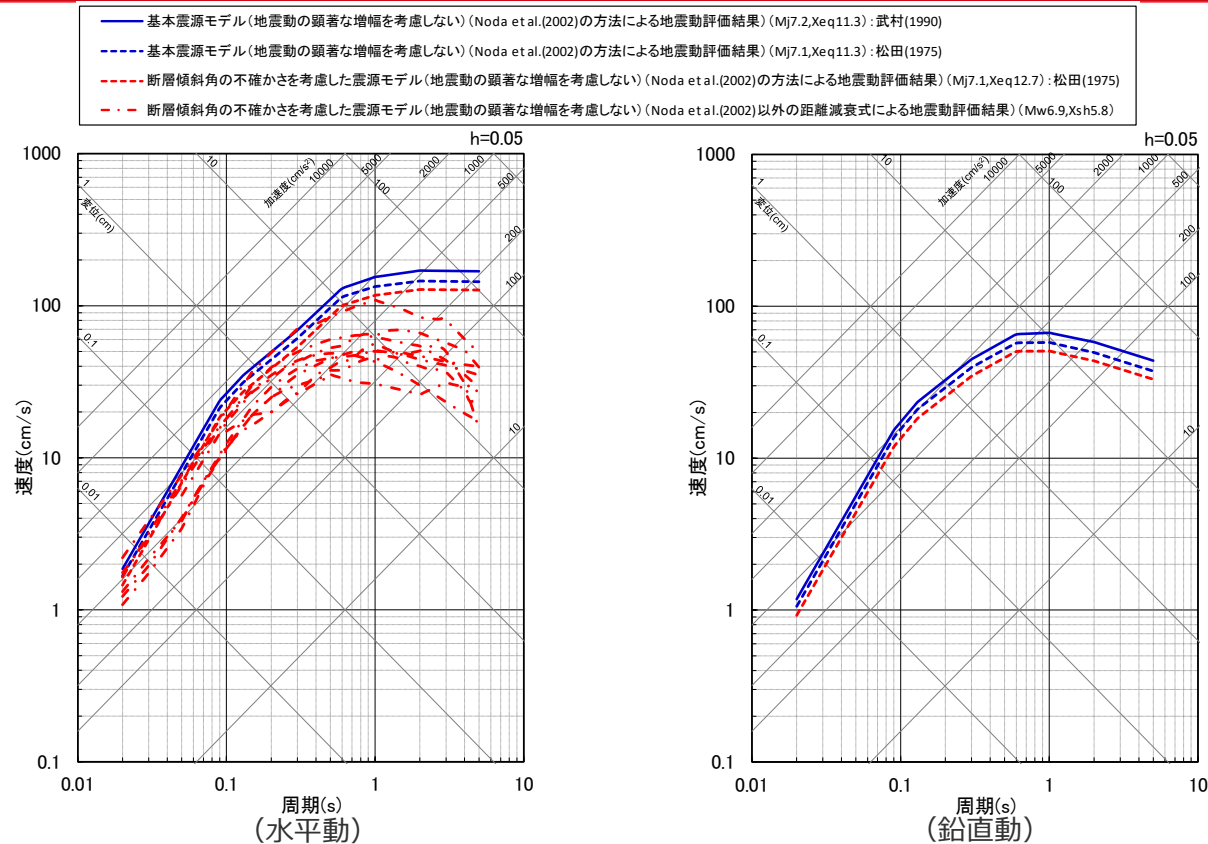 基本震源モデル(地震動の顕著な増幅を考慮しない)(Noda et al.(2002)の方法による地震動評価結果)(Mj7.2,Xeq11.3):武村(1990)
基本震源モデル(地震動の顕著な増幅を考慮しない)(Noda et al.(2002)の方法による地震動評価結果)(Mj7.1,Xeq11.3):松田(1975)
断層傾斜角の不確かさを考慮した震源モデル(地震動の顕著な増幅を考慮しない)(Noda et al.(2002)の方法による地震動評価結果)(Mj7.1,Xeq12.7):松田(1975)
断層傾斜角の不確かさを考慮した震源モデル(地震動の顕著な増幅を考慮しない)(Noda et al.(2002)以外の距離減衰式による地震動評価結果)(Mw6.9,Xsh5.8)
h=0.05
1000
100
10
1
0.1
速度(cm/s)
0.01
0.1
1
10
周期(s)
(水平動)
変位(cm)
加速度(cm/s²)
10
1
0.1
0.01
10000
5000
2000
1000
500
100
200
100
10
h=0.05
1000
100
10
1
0.1
速度(cm/s)
0.01
0.1
1
10
周期(s)
(鉛直動)
変位(cm)
加速度(cm/s²)
10
1
0.1
0.01
10000
5000
2000
1000
500
100
200
100
10